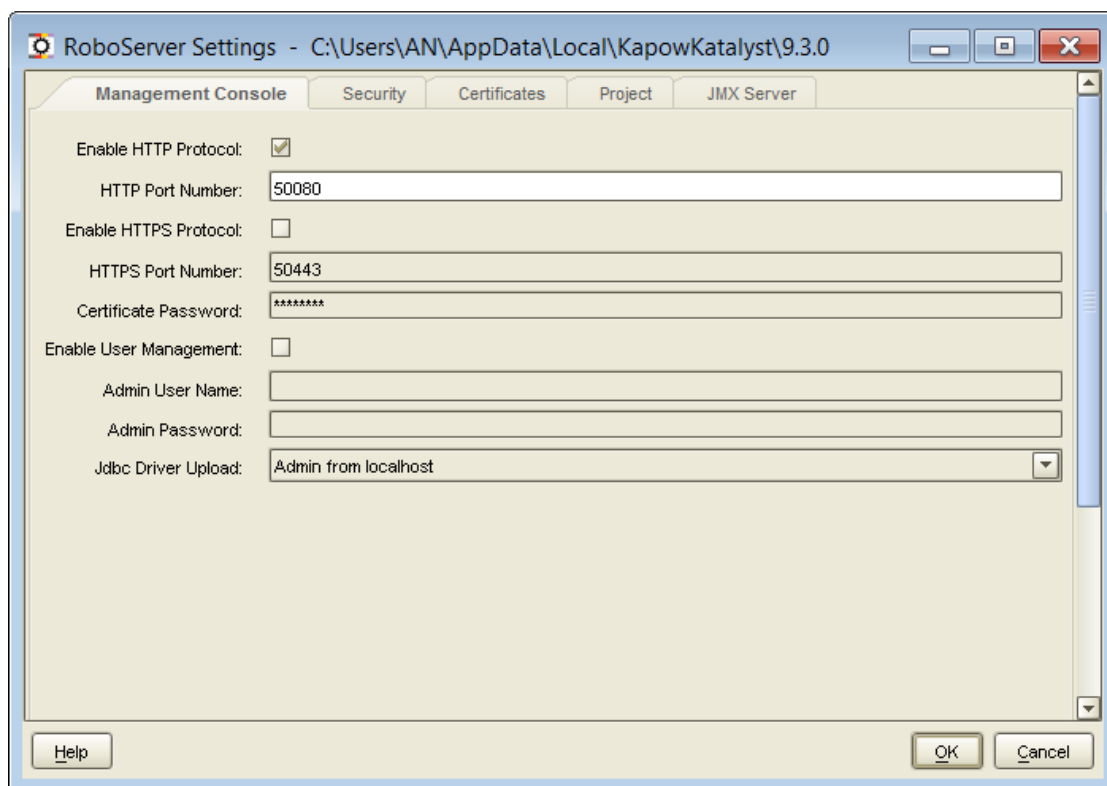 RoboServer Settings - C:\Users\AN\AppData\Local\KapowKatalyst\9.3.0
Management Console Security Certificates Project JMX Server
Enable HTTP Protocol:
HTTP Port Number: 50080
Enable HTTPS Protocol:
HTTPS Port Number: 50443
Certificate Password: ********
Enable User Management:
Admin User Name:
Admin Password:
Jdbc Driver Upload: Admin from localhost
Help OK Cancel